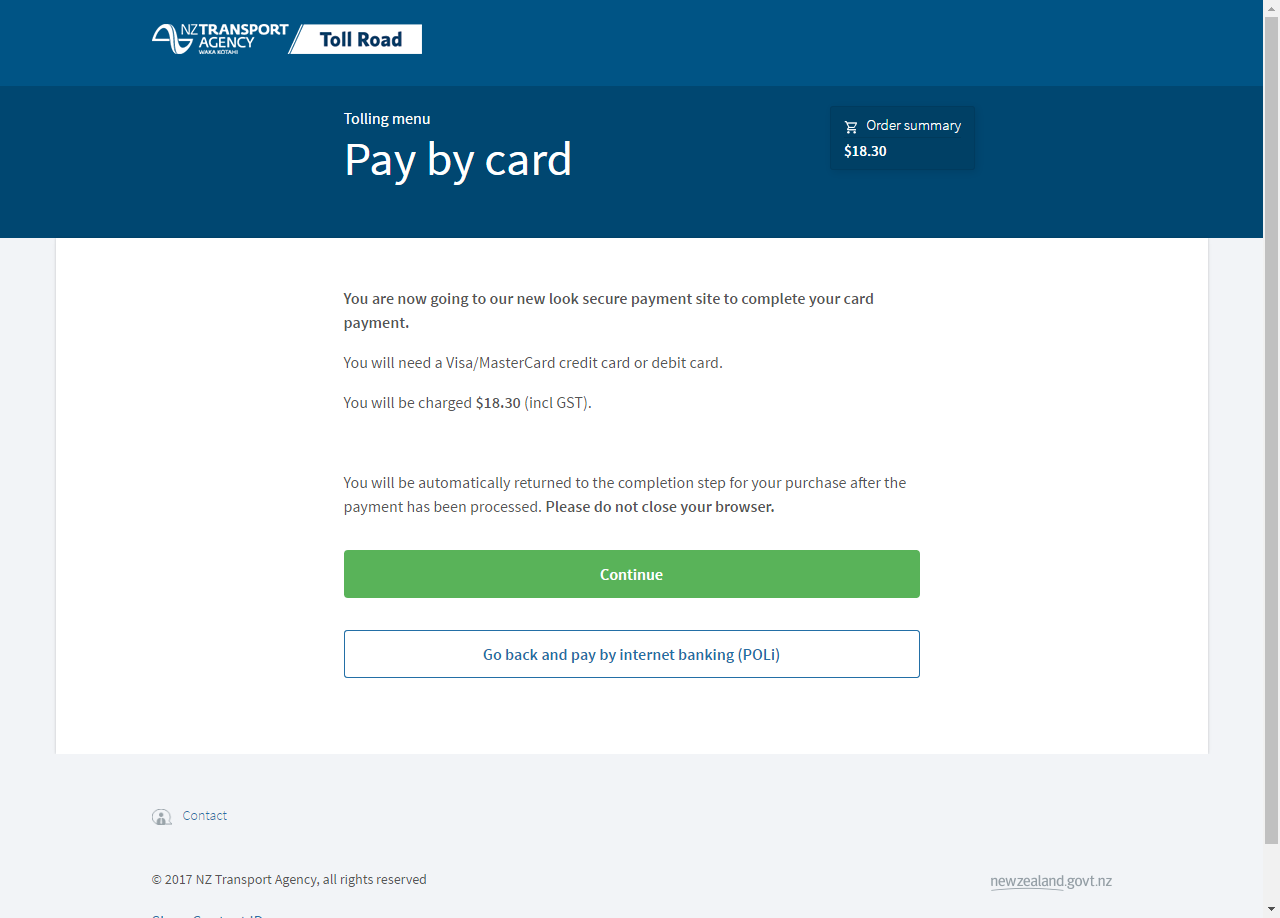 NZTRANSPORT
AGENCY
WAKA KOTAHI
Toll Road
Tolling menu
Pay by card
Order summary
$18.30
You are now going to our new look secure payment site to complete your card
payment.
You will need a Visa/MasterCard credit card or debit card.
You will be charged $18.30 (incl GST).
You will be automatically returned to the completion step for your purchase after the
payment has been processed. Please do not close your browser.
Continue
Go back and pay by internet banking (POLi)
Contact
© 2017 NZ Transport Agency, all rights reserved
newzealand.govt.nz